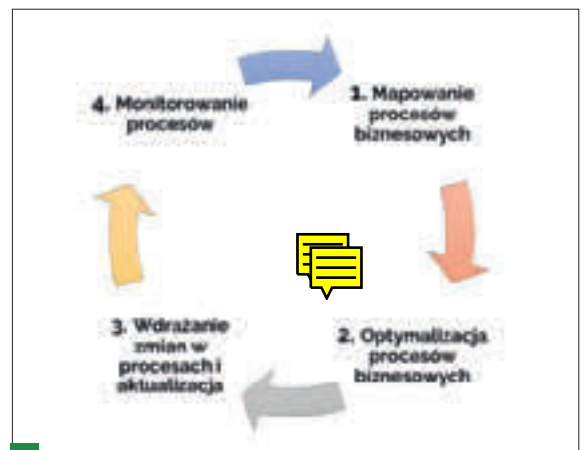 1. Mapowanie
procesów
biznesowych
2. Optymalizacja
procesów
biznesowych
3. Wdrażanie
zmian w
procesach i
aktualizacja
4. Monitorowanie
procesów